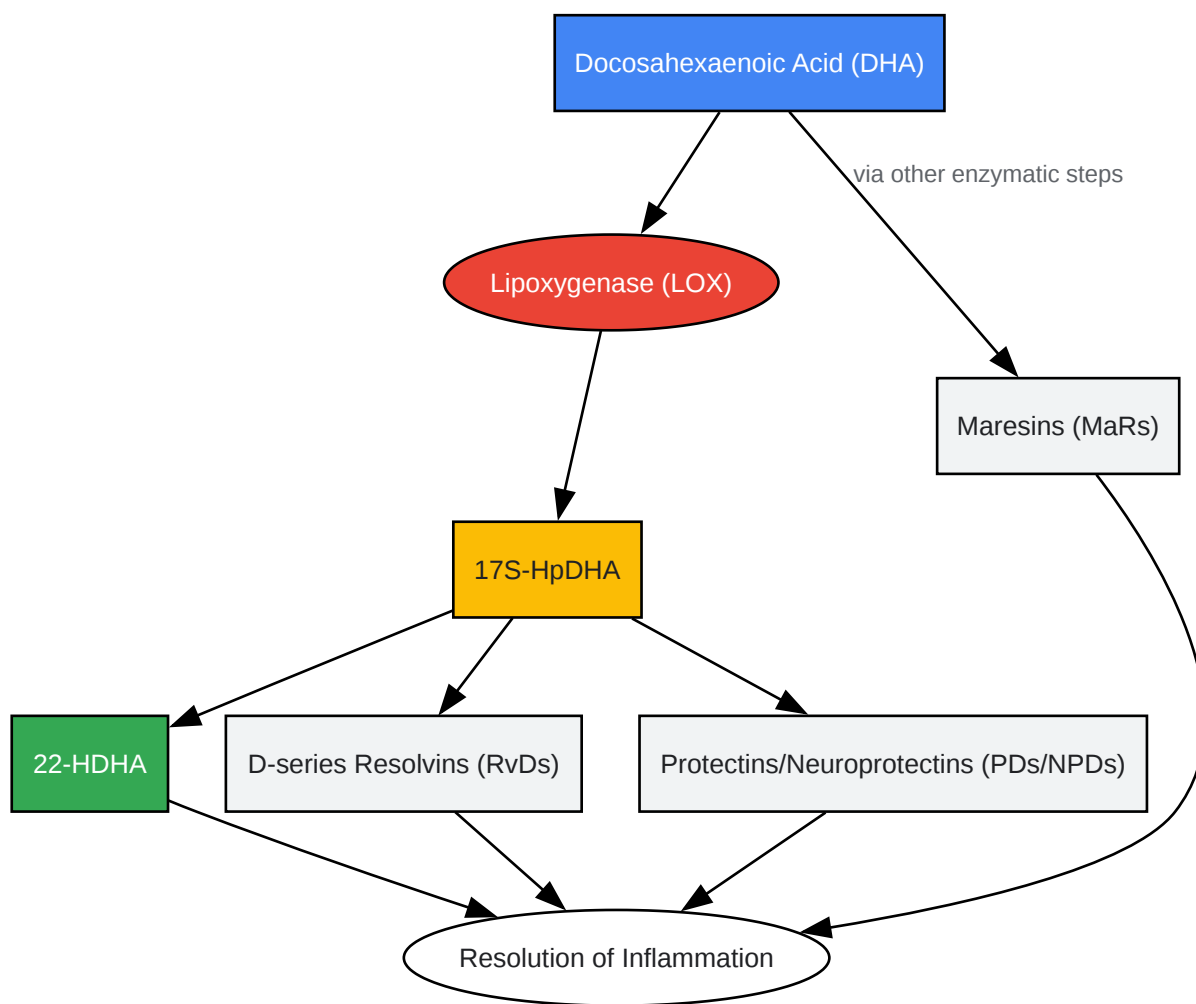 Docosahexaenoic Acid (DHA)
via other enzymatic steps
Lipoxygenase (LOX)
Maresins (MaRs)
17S-HpDHA
22-HDHA
D-series Resolvins (RvDs)
Protectins/Neuroprotectins (PDs/NPDs)
Resolution of Inflammation